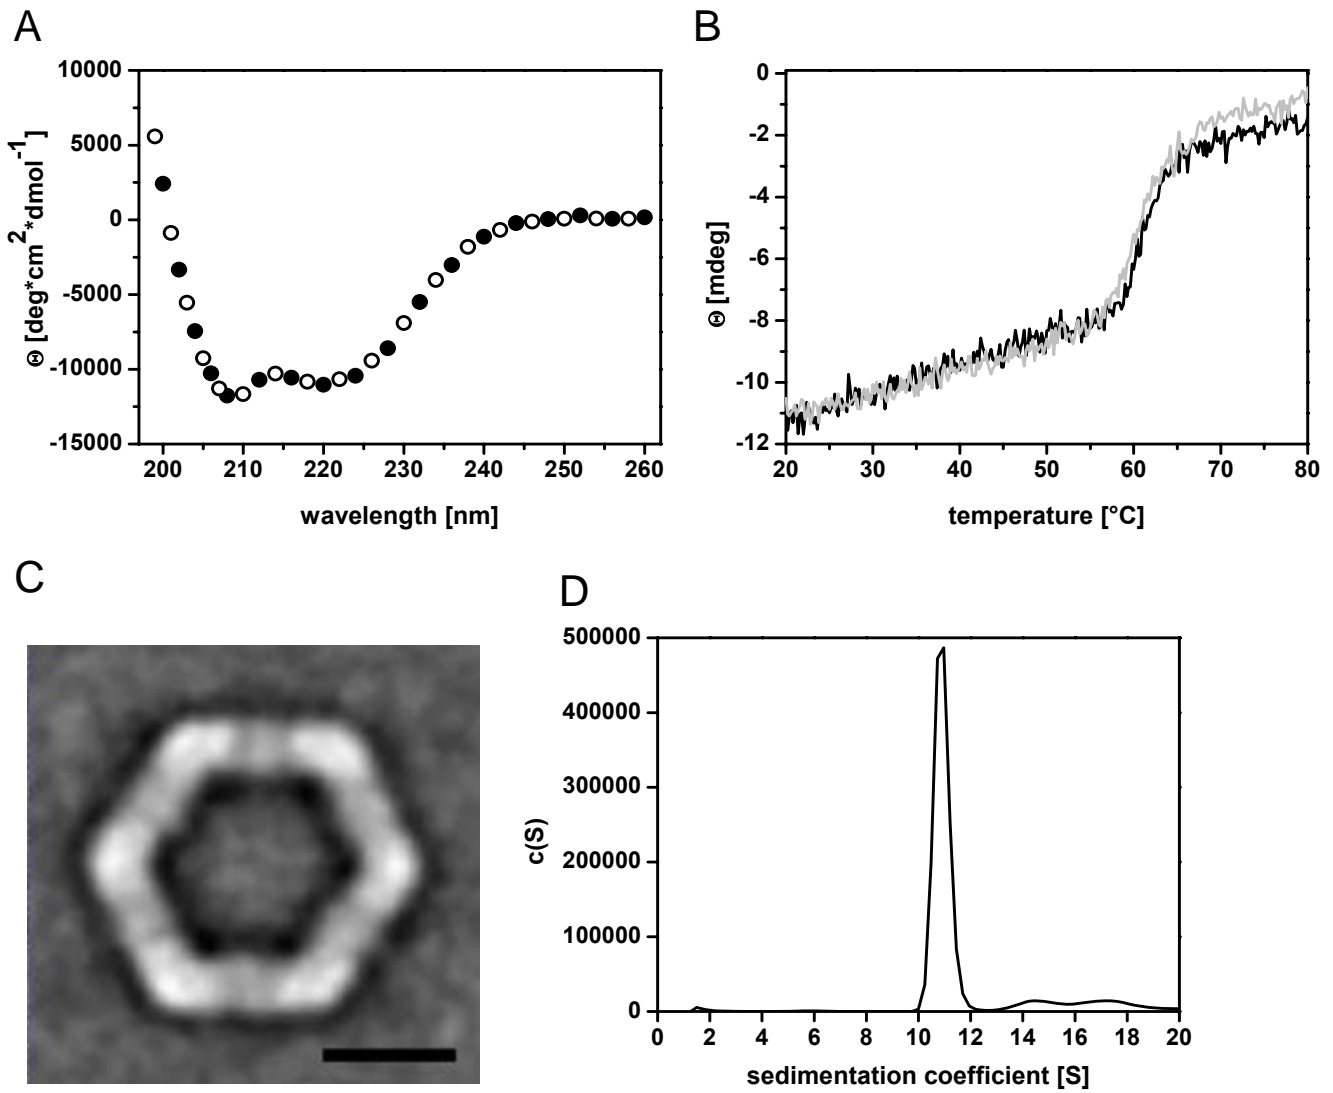 A
10000
5000
0
-5000
-10000
-15000
Θ [deg*cm²*dmol⁻¹]
200 210 220 230 240 250 260
wavelength [nm]
B
0
-2
-4
-6
-8
-10
-12
Θ [mdeg]
20 30 40 50 60 70 80
temperature [°C]
C
D
500000
400000
300000
200000
100000
0
c(S)
0 2 4 6 8 10 12 14 16 18 20
sedimentation coefficient [S]